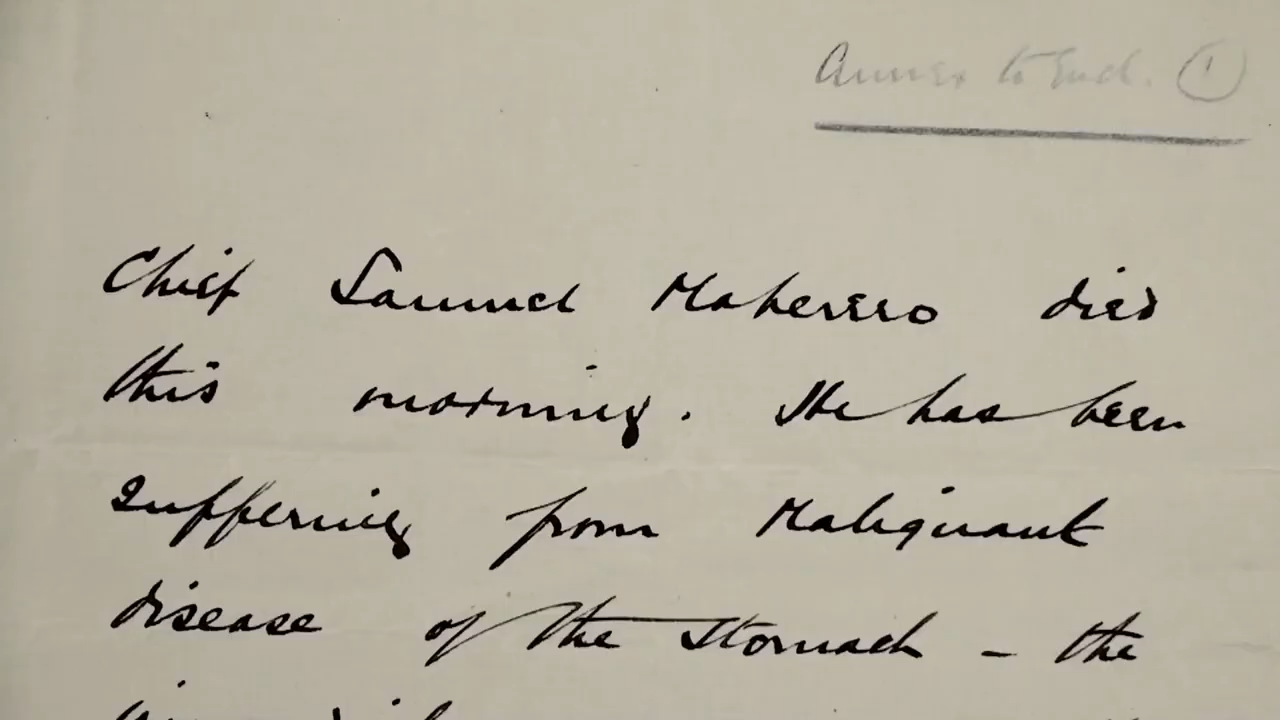 Annex to Encl. (1)
Chief Samuel Maherero died
this morning. He has been
suffering from Malignant
disease of the stomach – the